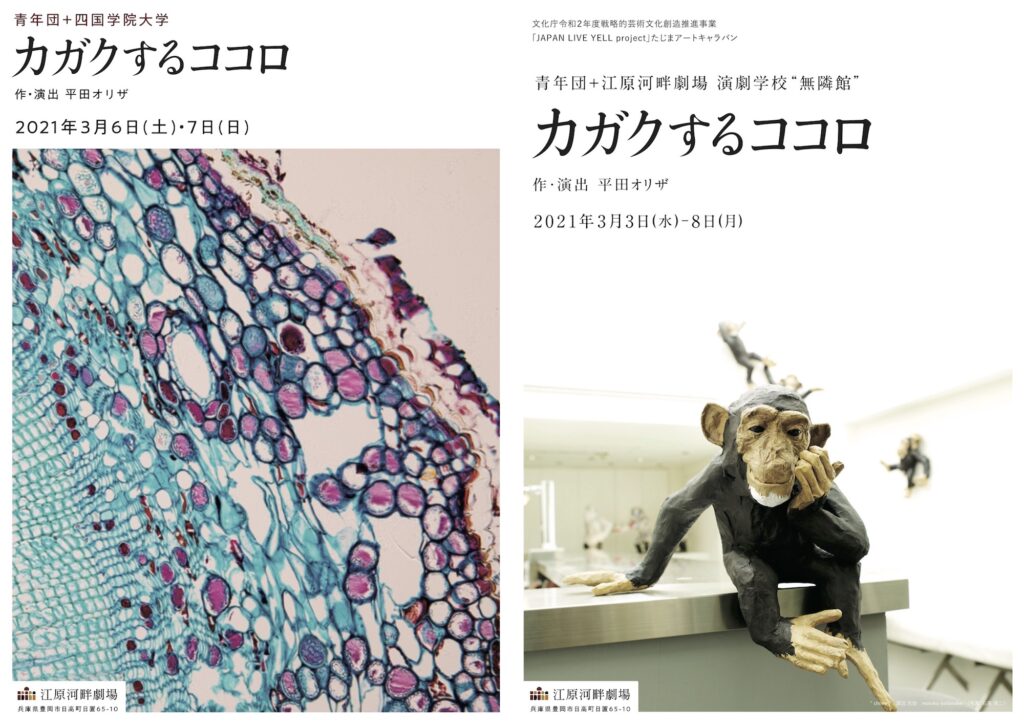 青年団+四国学院大学
カガクするココロ
作・演出 平田オリザ
2021年3月6日(土)・7日(日)
江原河畔劇場
兵庫県豊岡市日高町日置65-10
文化庁令和2年度戦略的芸術文化創造推進事業
「JAPAN LIVE YELL project」たじまアートキャラバン
青年団+江原河畔劇場 演劇学校“無隣館”
カガクするココロ
作・演出 平田オリザ
2021年3月3日(水)-8日(月)
江原河畔劇場
兵庫県豊岡市日高町日置65-10